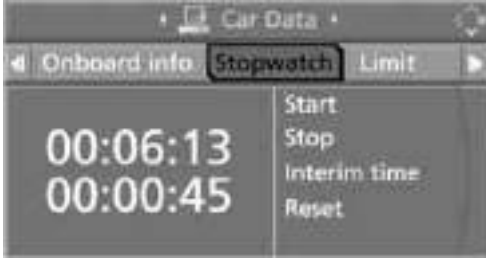 Car Data
Onboard info Stopwatch Limit
00:06:13
00:00:45
Start
Stop
Interim time
Reset